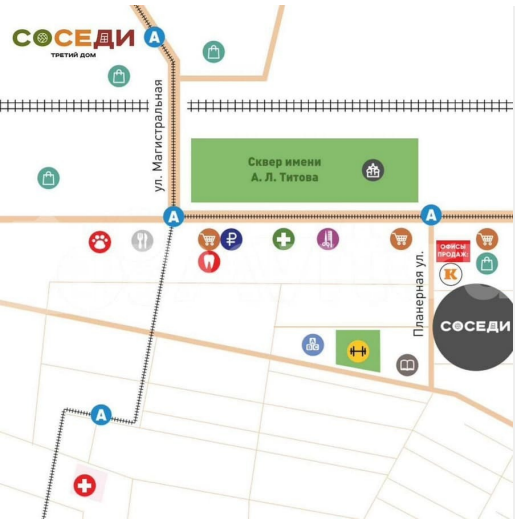 СОСЕДИ
ТРЕТИЙ ДОМ
А
ул. Магистральная
Сквер имени
А. Л. Титова
А
А
₽
ОФИСЫ
ПРОДАЖ:
К
Планерная ул.
СОСЕДИ
А